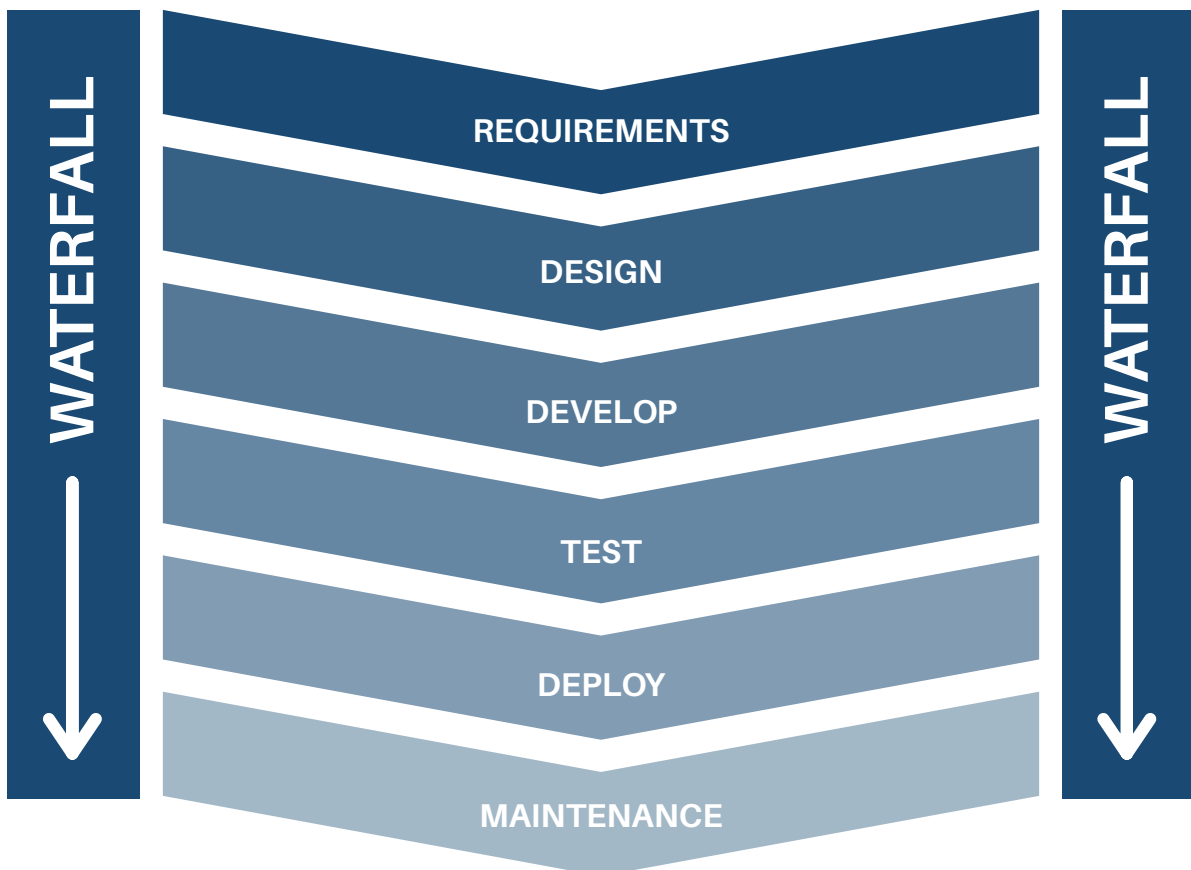 WATERFALL
REQUIREMENTS
DESIGN
DEVELOP
TEST
DEPLOY
MAINTENANCE
WATERFALL